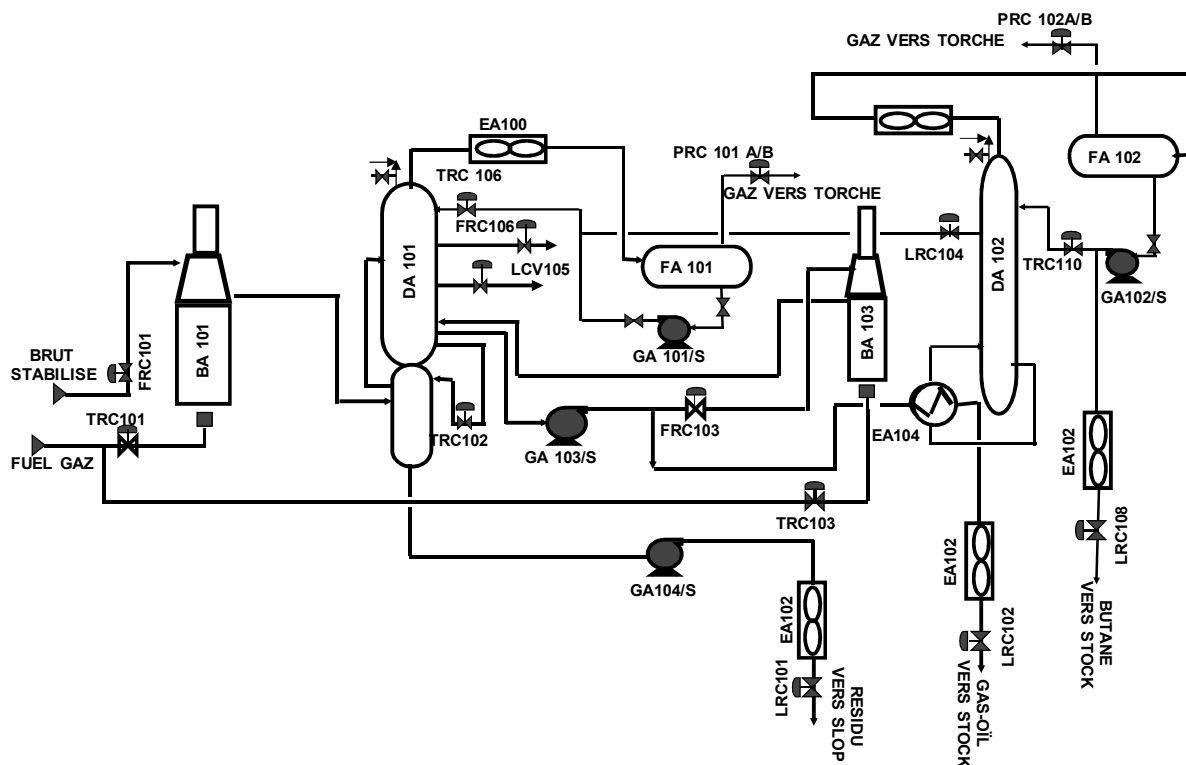 PRC 102A/B
GAZ VERS TORCHE
EA100
PRC 101 A/B
GAZ VERS TORCHE
FA 102
TRC 106
FRC106
LCV105
DA 101
FA 101
LRC104
DA 102
TRC110
GA102/S
BA 101
BRUT
STABILISE
FRC101
TRC101
FUEL GAZ
GA 101/S
BA 103
TRC102
GA 103/S
FRC103
EA104
EA102
TRC103
LRC108
GA104/S
EA102
EA102
LRC101
RESIDU
VERS SLOP
LRC102
GAS-OÏL
VERS STOCK
BUTANE
VERS STOCK